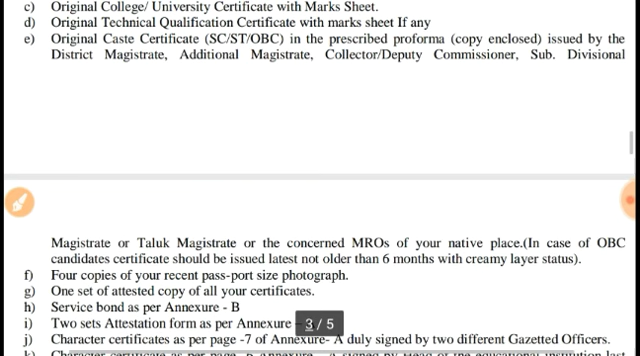 c) Original College/ University Certificate with Marks Sheet.
d) Original Technical Qualification Certificate with marks sheet If any
e) Original Caste Certificate (SC/ST/OBC) in the prescribed proforma (copy enclosed) issued by the
District Magistrate, Additional Magistrate, Collector/Deputy Commissioner, Sub. Divisional
Magistrate or Taluk Magistrate or the concerned MROs of your native place.(In case of OBC
candidates certificate should be issued latest not older than 6 months with creamy layer status).
f) Four copies of your recent pass-port size photograph.
g) One set of attested copy of all your certificates.
h) Service bond as per Annexure - B
i) Two sets Attestation form as per Annexure
3 / 5
j) Character certificates as per page -7 of Annexure- A duly signed by two different Gazetted Officers.
k) Character certificate as per page